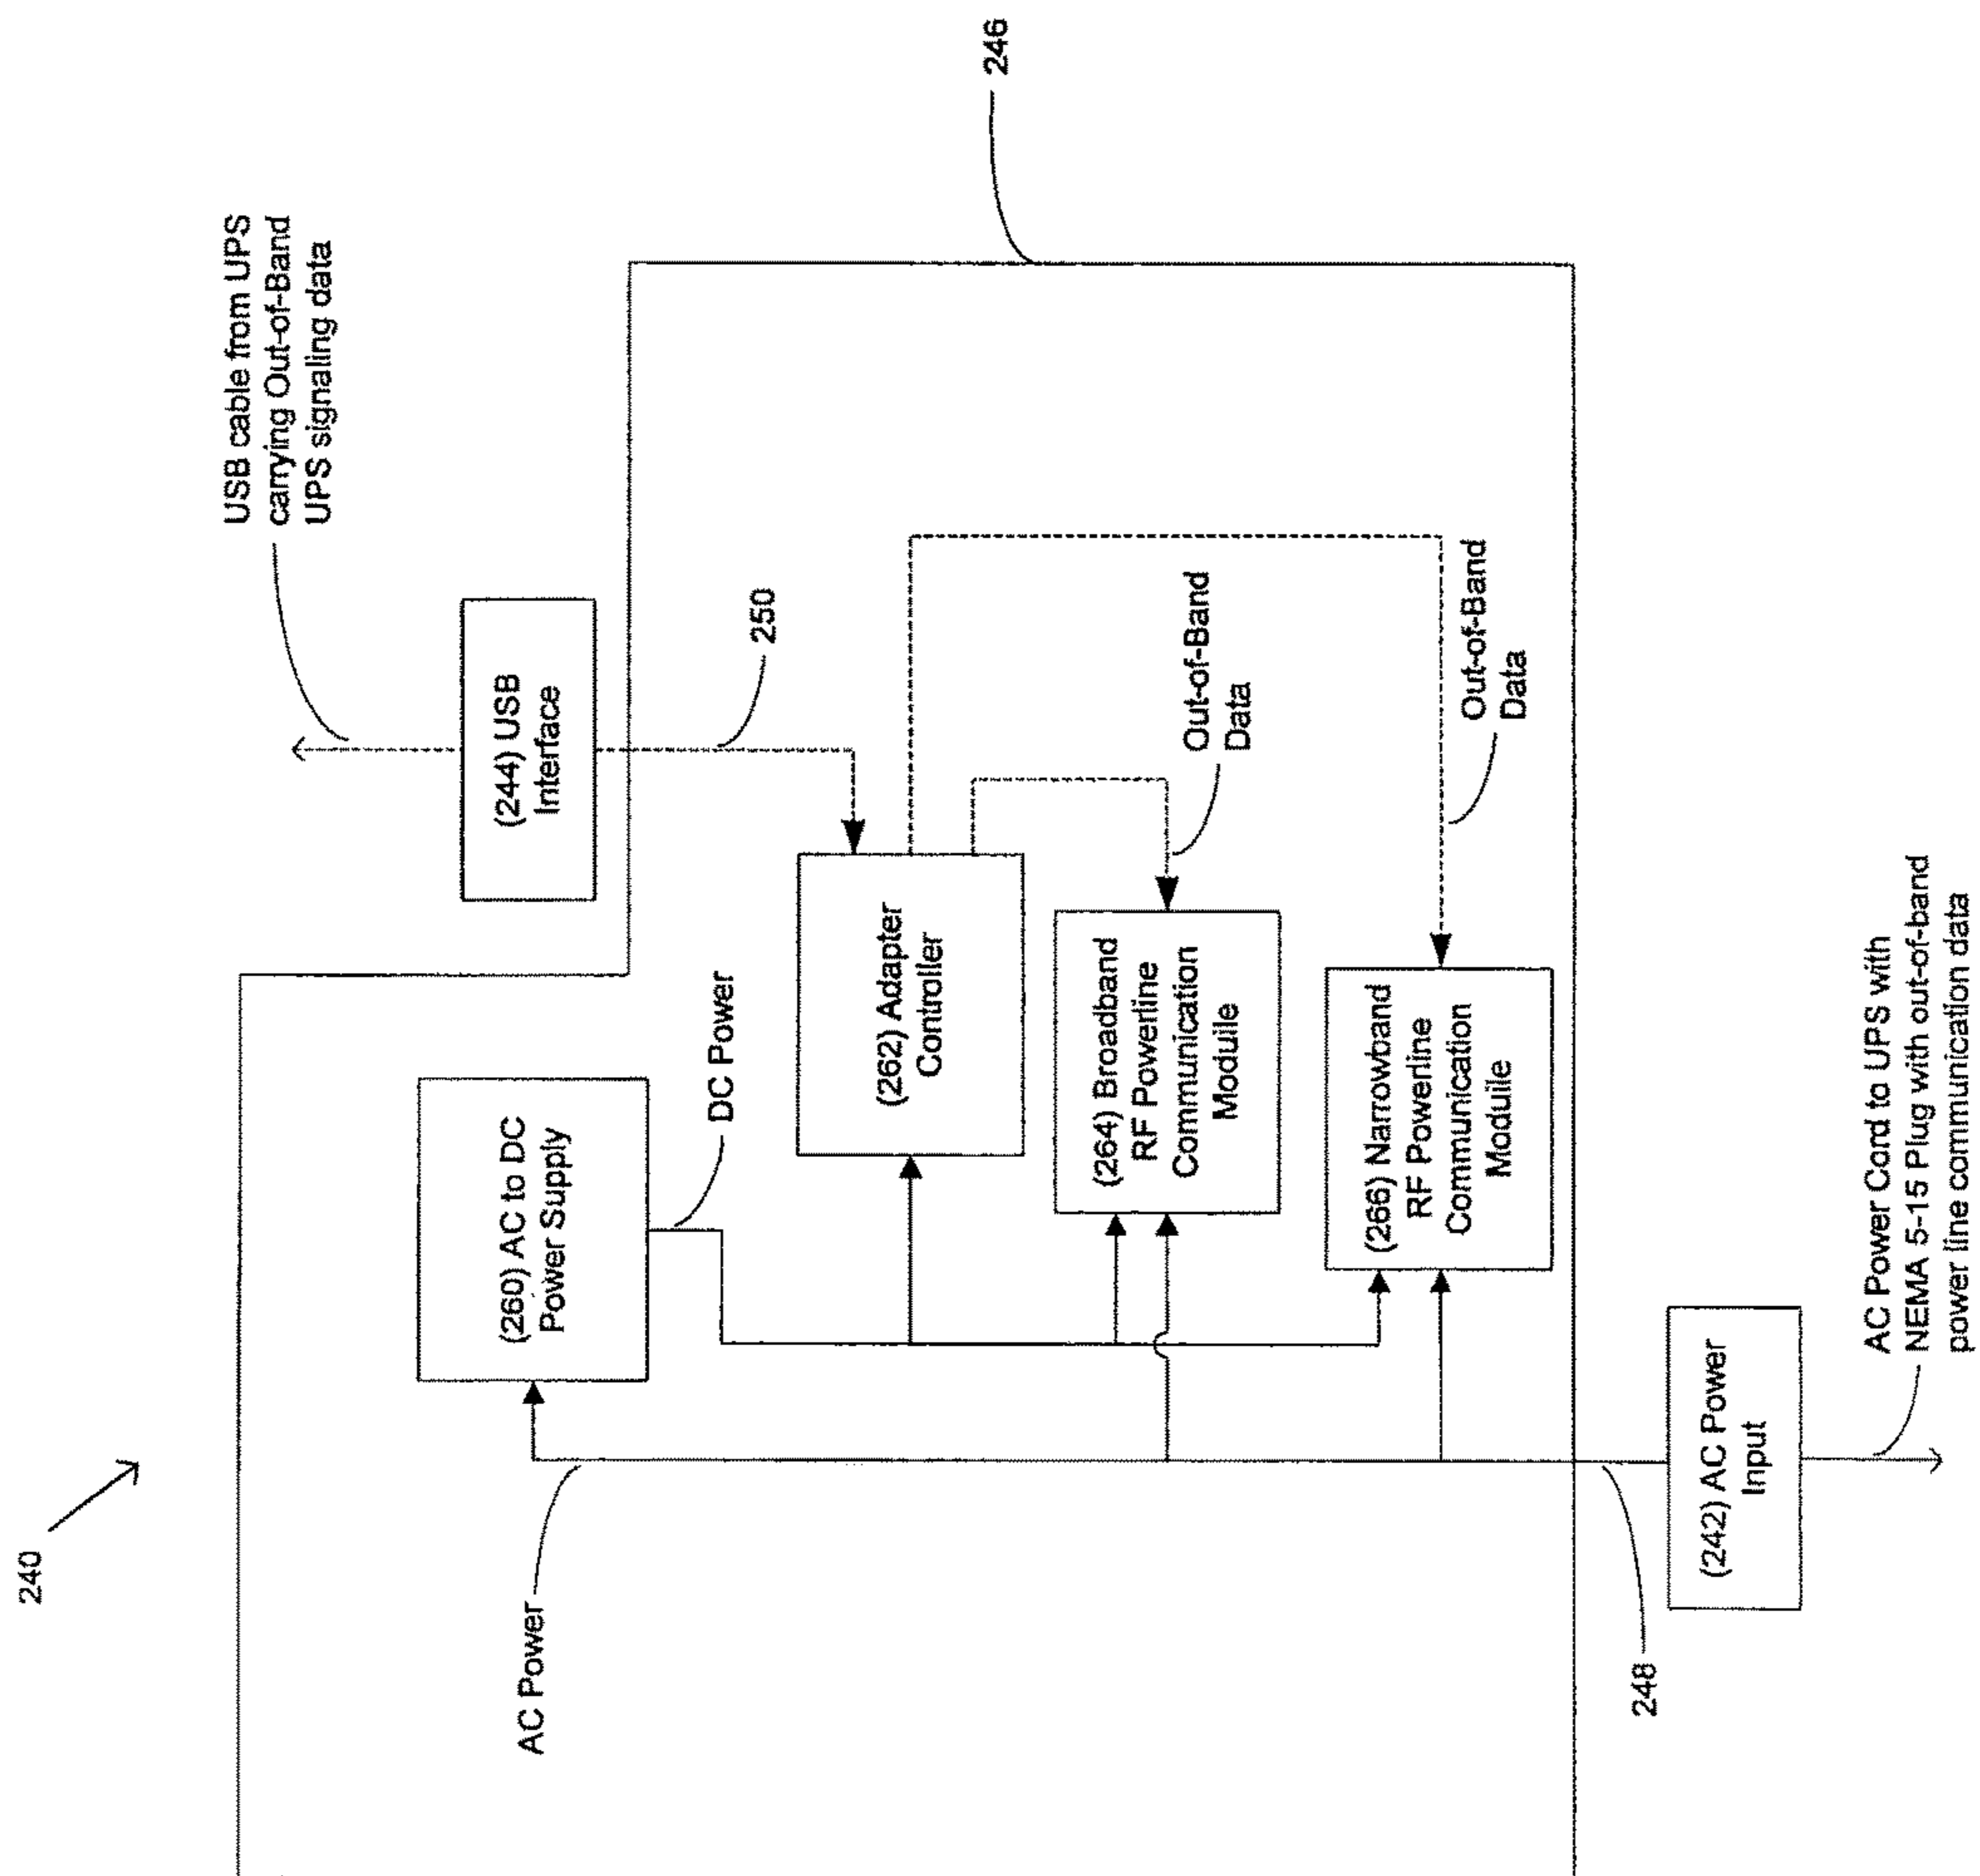 240
246
USB cable from UPS
carrying Out-of-Band
UPS signaling data
(244) USB
Interface
250
(260) AC to DC
Power Supply
DC Power
AC Power
(262) Adapter
Controller
(264) Broadband
RF Powerline
Communication
Moduile
Out-of-Band
Data
(266) Narrowband
RF Powerline
Communication
Moduile
Out-of-Band
Data
248
(242) AC Power
Input
AC Power Cord to UPS with
NEMA 5-15 Plug with out-of-band
power line communication data